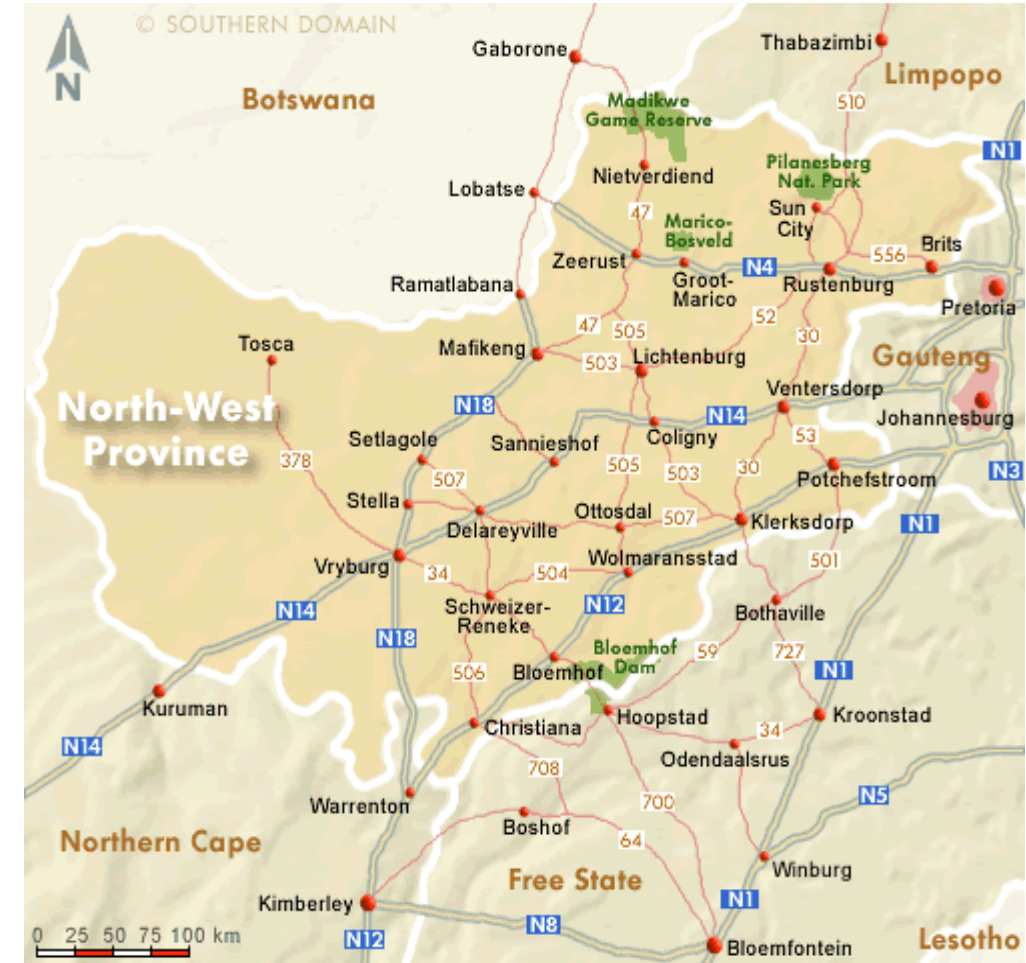 © SOUTHERN DOMAIN
N
Gaborone
Thabazimbi
Limpopo
Botswana
Madikwe
Game Reserve
510
N1
Nietverdiend
Pilanesberg
Nat. Park
Lobatse
Sun
City
47
Marico-
Bosveld
Brits
Zeerust
556
N4
Groot-
Marico
Rustenburg
Ramatlabana
Pretoria
52
47
505
30
Tosca
Mafikeng
503
Lichtenburg
Gauteng
Ventersdorp
North-West
Province
N18
N14
Johannesburg
Setlagole
Sannieshof
Coligny
53
378
507
505
503
30
Potchefstroom
N3
Stella
Ottosdal
507
Klerksdorp
N1
Delareyville
Vryburg
Wolmaransstad
501
34
504
N14
Schweizer-
Reneke
N12
Bothaville
N18
Bloemhof
Dam
59
727
506
Bloemhof
N1
Kuruman
Christiana
Hoopstad
Kroonstad
34
N14
Odendaalsrus
708
N5
Warrenton
700
Boshof
Northern Cape
64
Winburg
Free State
Kimberley
N1
N8
N12
0 25 50 75 100 km
Bloemfontein
Lesotho